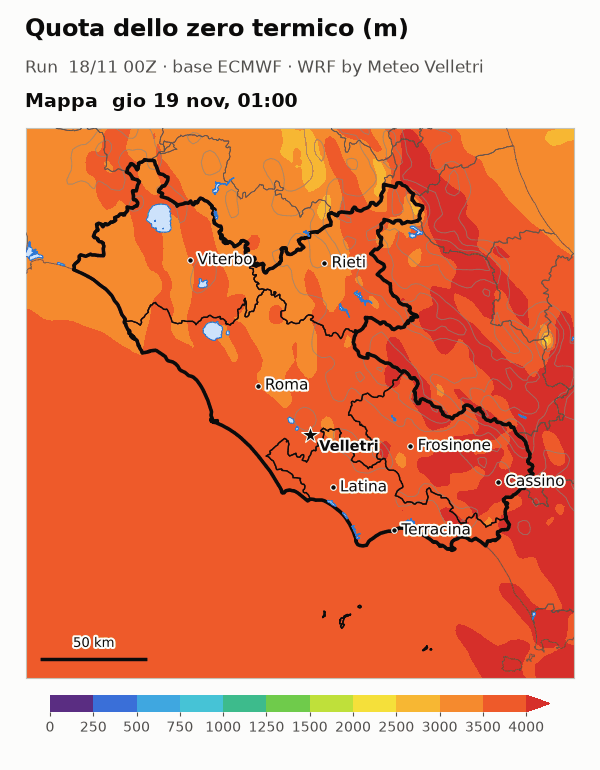 Quota dello zero termico (m)
Run  18/11 00Z · base ECMWF · WRF by Meteo Velletri
Mappa  gio 19 nov, 01:00
Viterbo
Rieti
Roma
Velletri
Frosinone
Cassino
Latina
Terracina
50 km
0 250 500 750 1000 1250 1500 2000 2500 3000 3500 4000